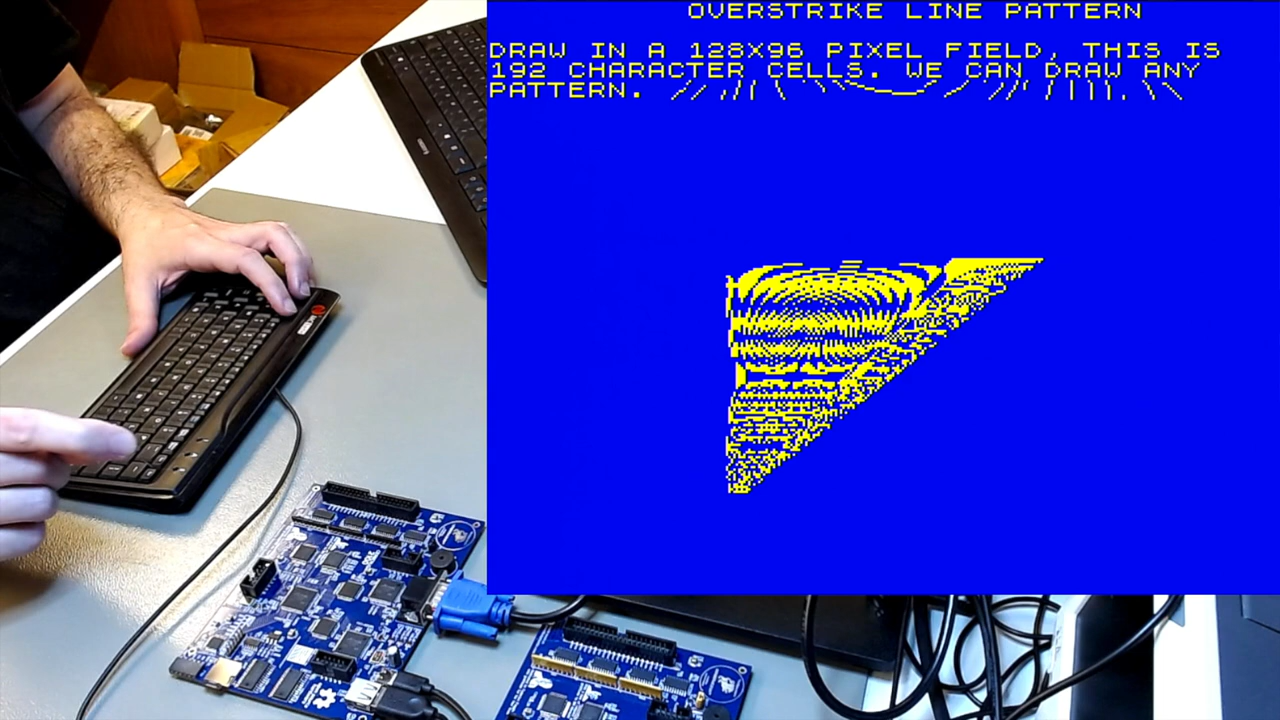 OVERSTRIKE LINE PATTERN
DRAW IN A 128X96 PIXEL FIELD, THIS IS
192 CHARACTER CELLS. WE CAN DRAW ANY
PATTERN.